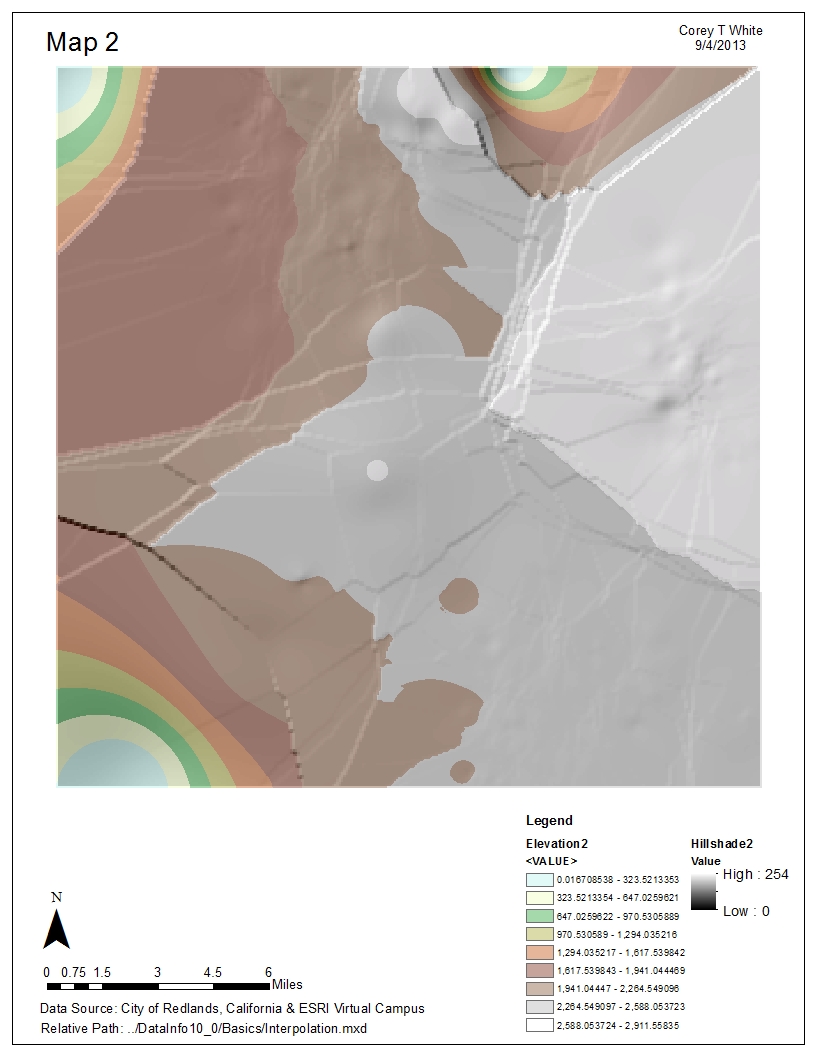 Map 2
Corey T White
9/4/2013
Legend
Elevation2
<VALUE>
0.016708538 - 323.5213353
323.5213354 - 647.0259621
647.0259622 - 970.5305889
970.530589 - 1,294.035216
1,294.035217 - 1,617.539842
1,617.539843 - 1,941.044469
1,941.04447 - 2,264.549096
2,264.549097 - 2,588.053723
2,588.053724 - 2,911.55835
Hillshade2
Value
High : 254
Low : 0
N
0 0.75 1.5 3 4.5 6
Miles
Data Source: City of Redlands, California & ESRI Virtual Campus
Relative Path: ../DataInfo10_0/Basics/Interpolation.mxd